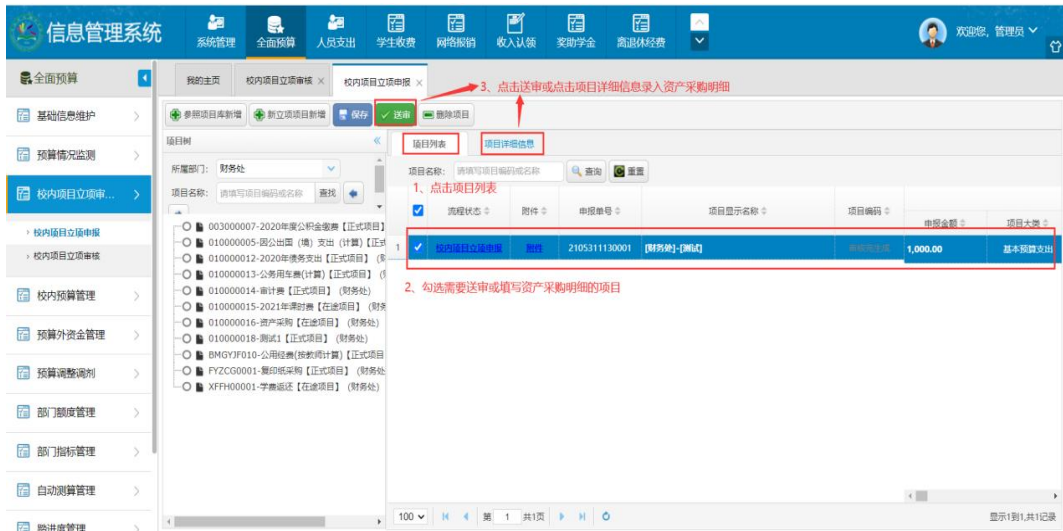 信息管理系统
系统管理
全面预算
人员支出
学生收费
网络报销
收入认领
奖助学金
离退休经费
欢迎您，管理员
全面预算
我的主页
校内项目立项审核 ×
校内项目立项申报 ×
3、点击送审或点击项目详细信息录入资产采购明细
基础信息维护
预算情况监测
校内项目立项审...
校内项目立项申报
校内项目立项审核
校内预算管理
预算外资金管理
预算调整调剂
部门额度管理
部门指标管理
自动测算管理
参照项目库新增
新立项项目新增
保存
送审
删除项目
项目树
所属部门： 财务处
项目名称： 请填写项目编码或名称 查找
003000007-2020年度公积金缴费【正式项目】
010000005-因公出国（境）支出（计算）【正式
010000012-2020年债务支出【正式项目】
010000013-公务用车费(计算)【正式项目】
010000014-审计费【正式项目】（财务处）
010000015-2021年课时费【在途项目】（财务
010000016-资产采购【在途项目】（财务处）
010000018-测试1【正式项目】（财务处）
BMGYJF010-公用经费(按教师计算)【正式项目
FYZCG0001-复印纸采购【正式项目】（财务处
XFFH00001-学费返还【在途项目】（财务处）
项目列表
项目详细信息
项目名称： 请填写项目编码或名称 查询 重置
1、点击项目列表
流程状态
附件
申报单号
项目显示名称
项目编码
申报金额
项目大类
1
校内项目立项申报
附件
2105311130001
[财务处]-[测试]
1,000.00
基本预算支出
2、勾选需要送审或填写资产采购明细的项目
100
第 1 共1页
显示1到1,共1记录